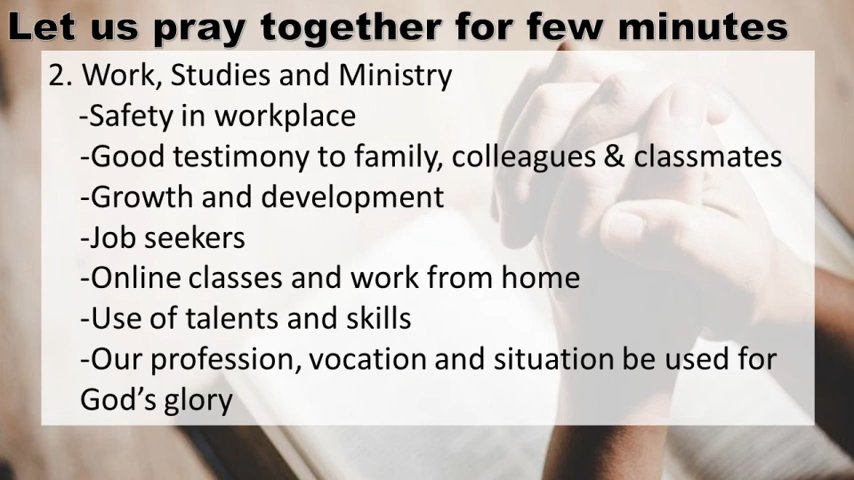 Let us pray together for few minutes
2. Work, Studies and Ministry
-Safety in workplace
-Good testimony to family, colleagues & classmates
-Growth and development
-Job seekers
-Online classes and work from home
-Use of talents and skills
-Our profession, vocation and situation be used for
God’s glory